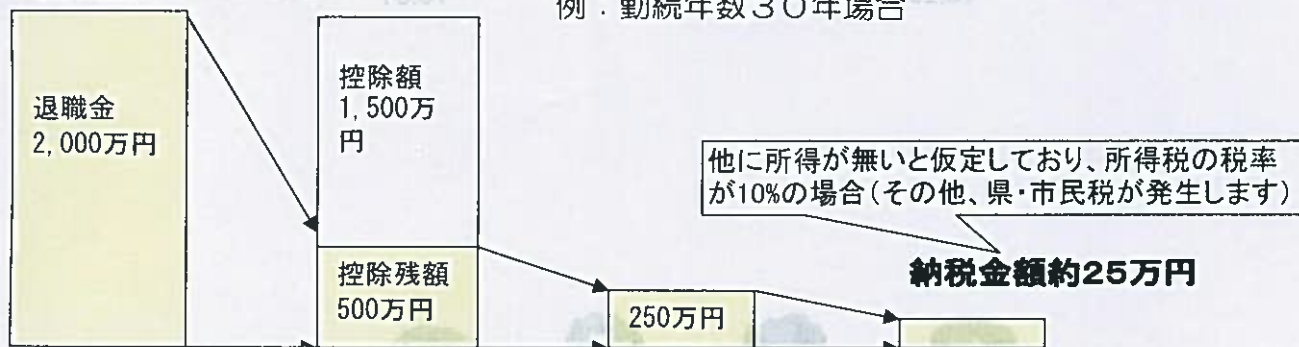 例：勤続年数３０年場合
退職金
2,000万円
控除額
1,500万
円
他に所得が無いと仮定しており、所得税の税率
が10%の場合(その他、県・市民税が発生します)
納税金額約25万円
控除残額
500万円
250万円